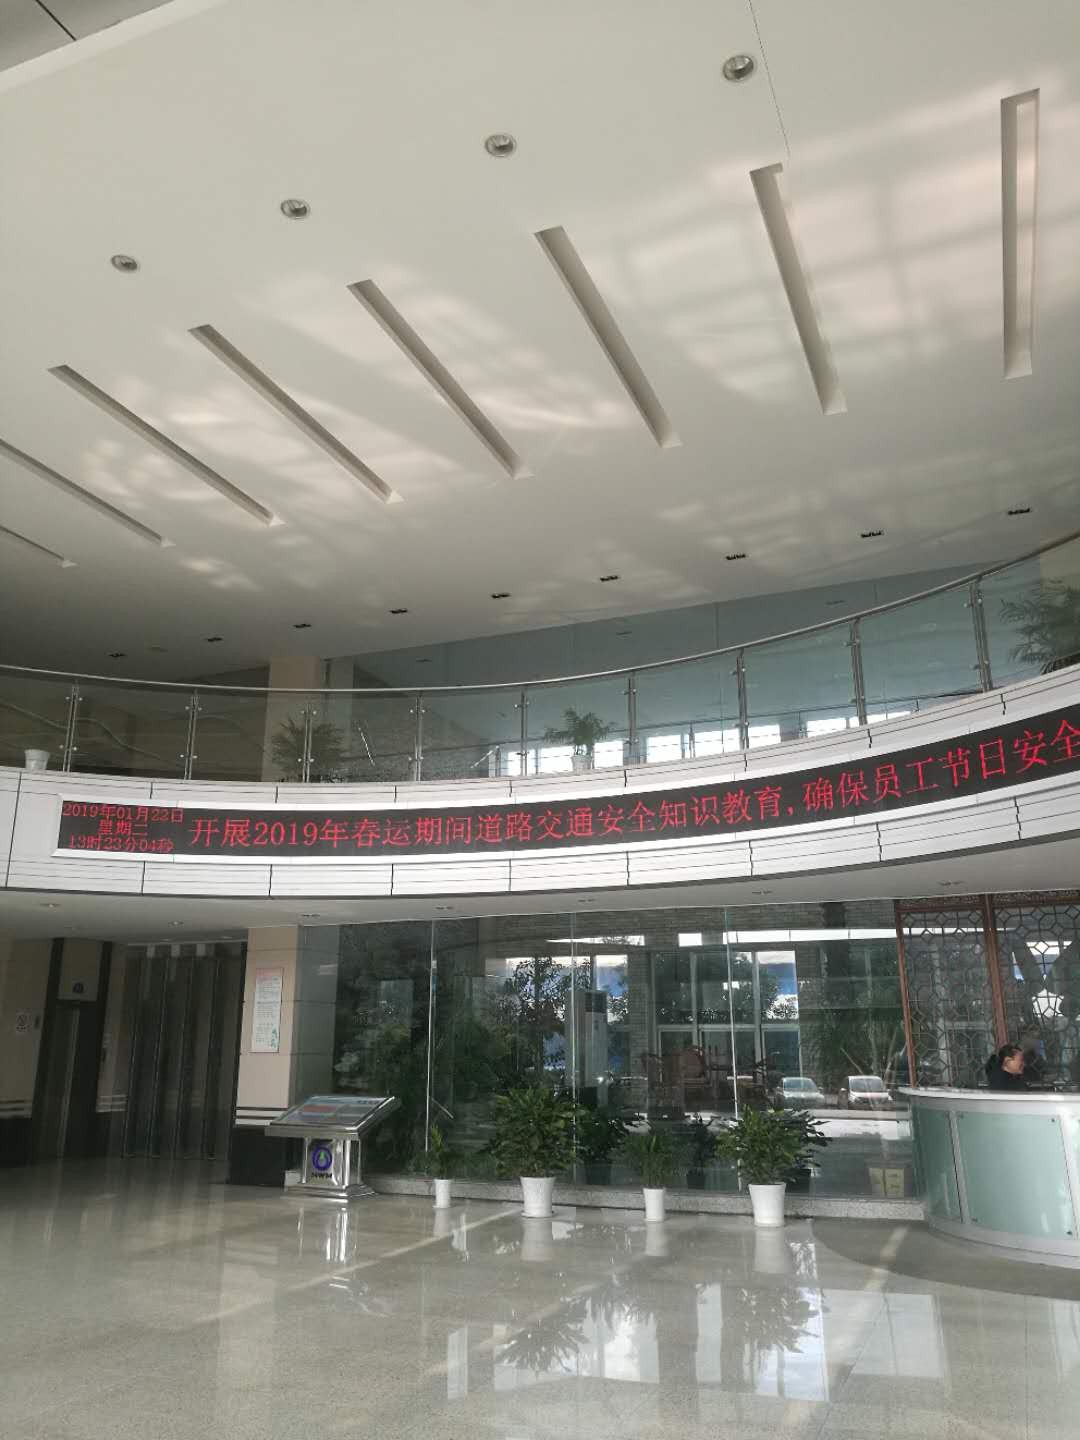 2019年01月22日
星期二
13时23分04秒
开展2019年春运期间道路交通安全知识教育,确保员工节日安全